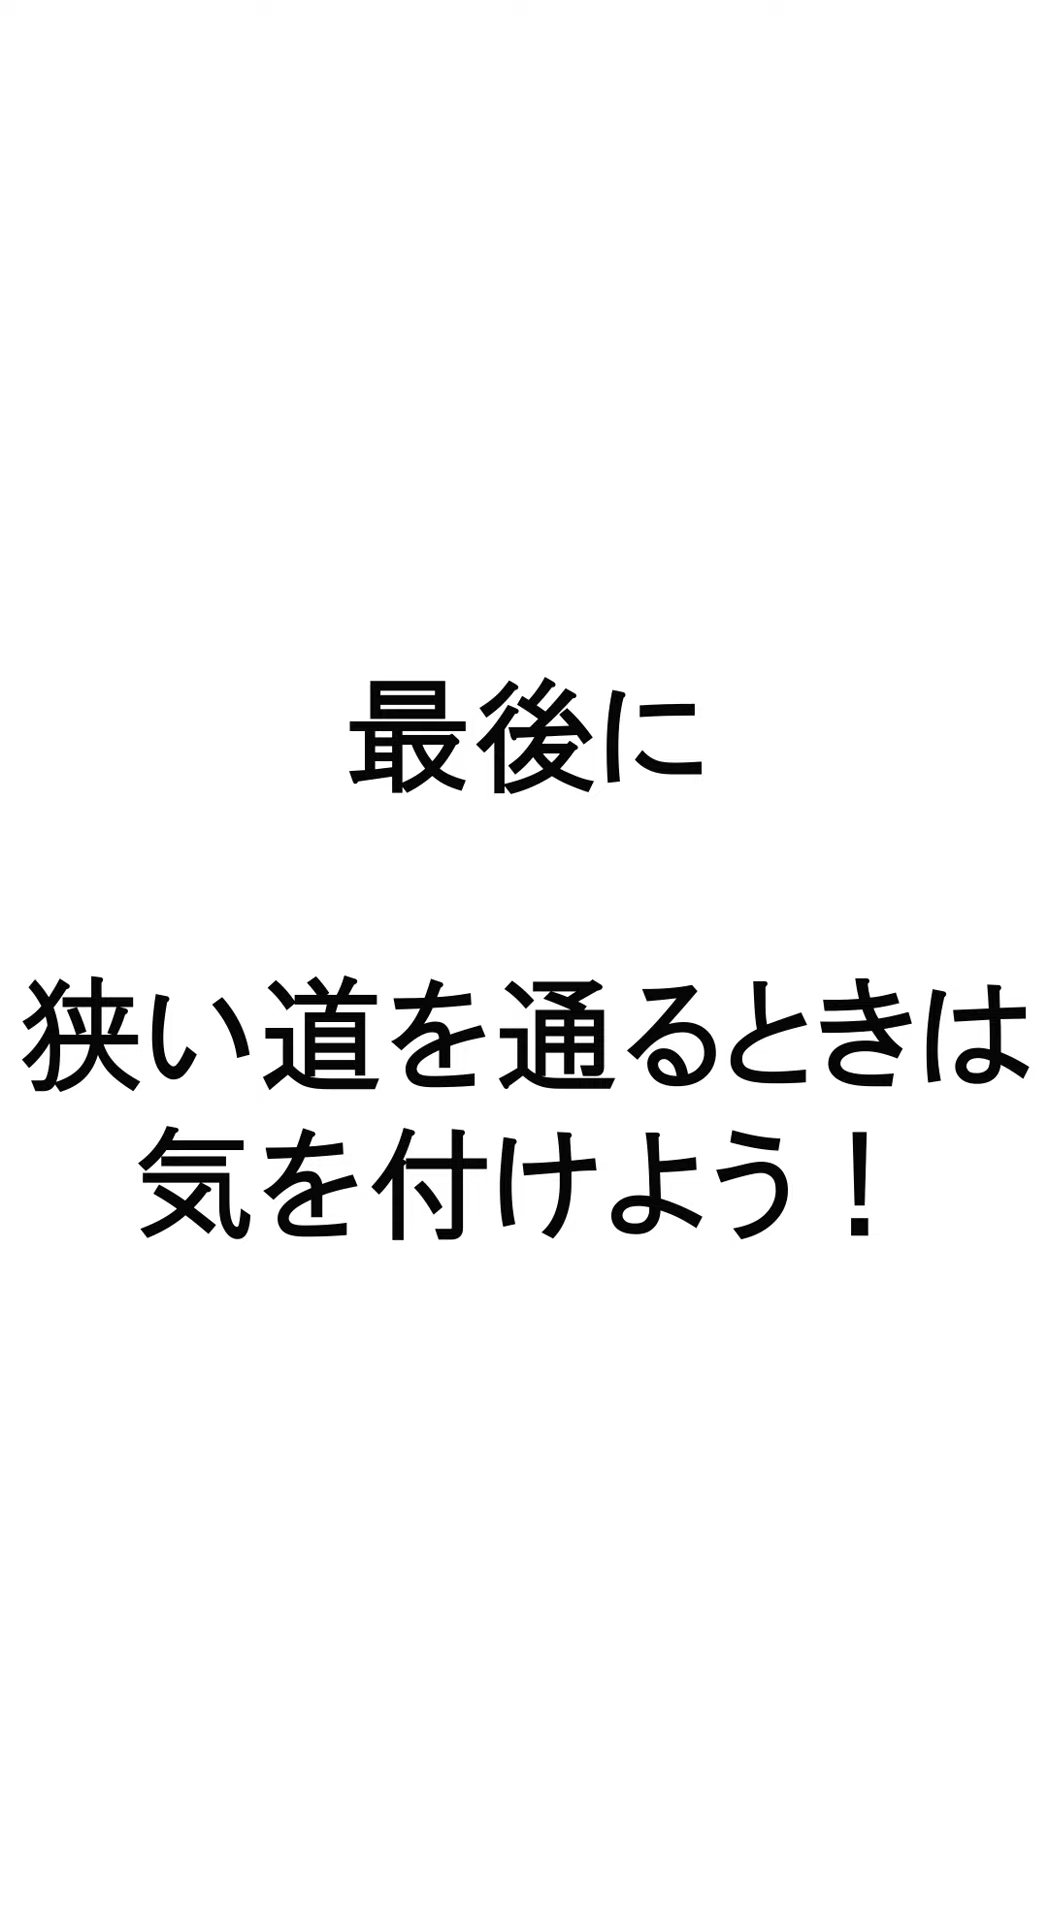 最後に
狭い道を通るときは
気を付けよう！